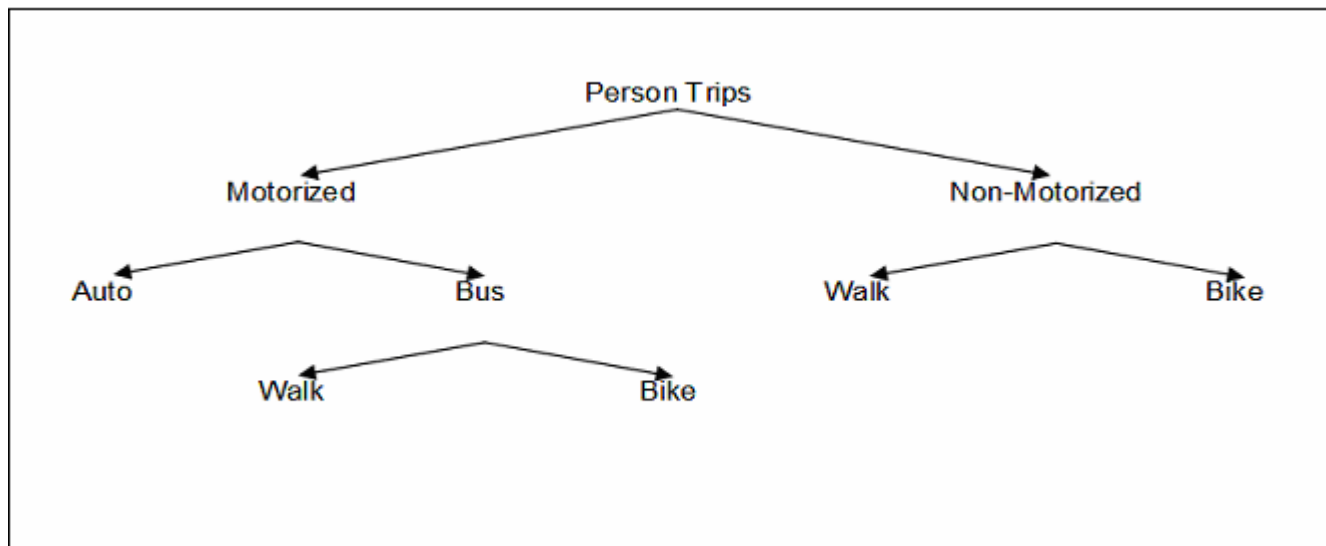 Person Trips
Motorized
Non-Motorized
Auto
Bus
Walk
Bike
Walk
Bike